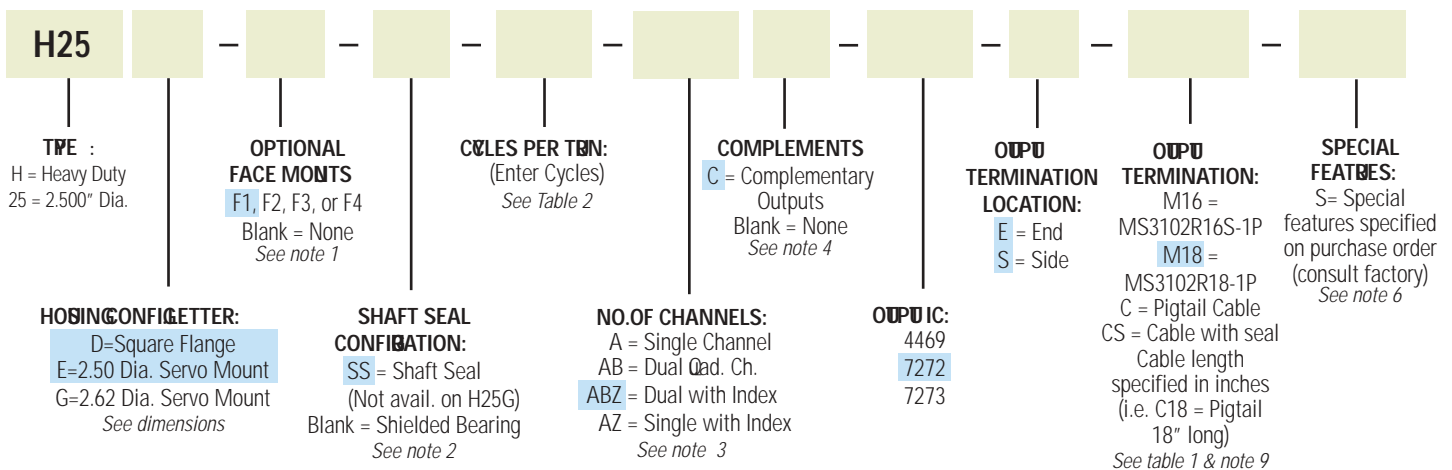 H25 – – – – – – – –
TYPE :
H = Heavy Duty
25 = 2.500" Dia.
HOUSING CONFIG LETTER:
D=Square Flange
E=2.50 Dia. Servo Mount
G=2.62 Dia. Servo Mount
See dimensions
OPTIONAL
FACE MOUNTS
F1, F2, F3, or F4
Blank = None
See note 1
SHAFT SEAL
CONFIGURATION:
SS = Shaft Seal
(Not avail. on H25G)
Blank = Shielded Bearing
See note 2
CYCLES PER TURN:
(Enter Cycles)
See Table 2
NO.OF CHANNELS:
A = Single Channel
AB = Dual Quad. Ch.
ABZ = Dual with Index
AZ = Single with Index
See note 3
COMPLEMENTS
C = Complementary
Outputs
Blank = None
See note 4
OUTPUT IC:
4469
7272
7273
OUTPUT
TERMINATION
LOCATION:
E = End
S = Side
OUTPUT
TERMINATION:
M16 =
MS3102R16S-1P
M18 =
MS3102R18-1P
C = Pigtail Cable
CS = Cable with seal
Cable length
specified in inches
(i.e. C18 = Pigtail
18" long)
See table 1 & note 9
SPECIAL
FEATURES:
S= Special
features specified
on purchase order
(consult factory)
See note 6